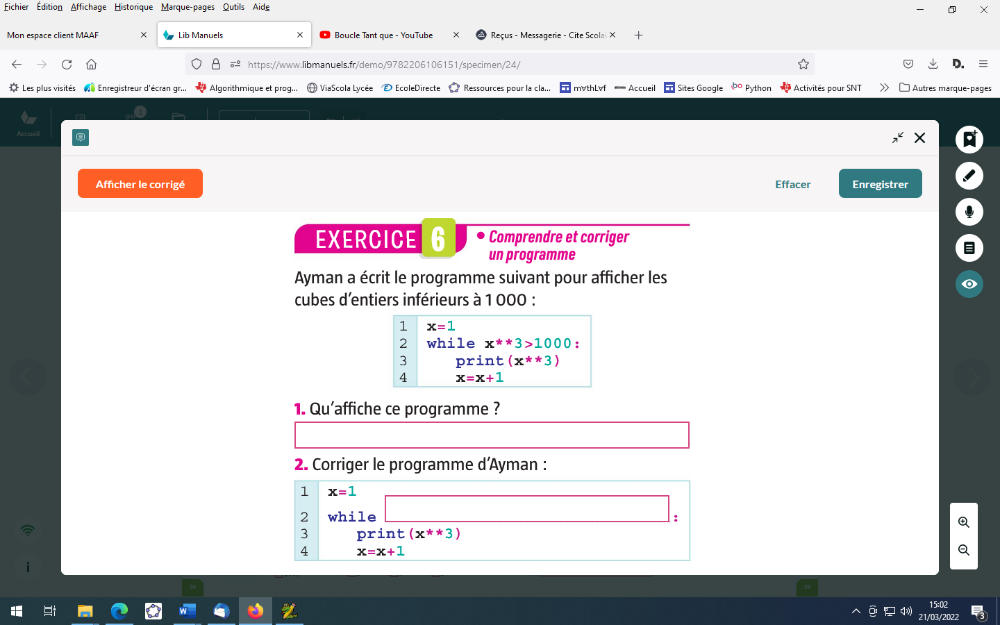 Fichier Édition Affichage Historique Marque-pages Outils Aide
Mon espace client MAAF Lib Manuels Boucle Tant que - YouTube Reçus - Messagerie - Cite Scolai
https://www.libmanuels.fr/demo/9782206106151/specimen/24/
Les plus visités Enregistreur d'écran gr... Algorithmique et prog... ViaScola Lycée EcoleDirecte Ressources pour la cla... m∀thL∀f Accueil Sites Google Python Activités pour SNT Autres marque-pages
1
Accueil
Afficher le corrigé Effacer Enregistrer
EXERCICE 6 • Comprendre et corriger
un programme
Ayman a écrit le programme suivant pour afficher les
cubes d'entiers inférieurs à 1 000 :
1 x=1
2 while x**3>1000:
3 print(x**3)
4 x=x+1
1. Qu'affiche ce programme ?
2. Corriger le programme d'Ayman :
1 x=1
2 while :
3 print(x**3)
4 x=x+1
24 25
15:02
21/03/2022
3